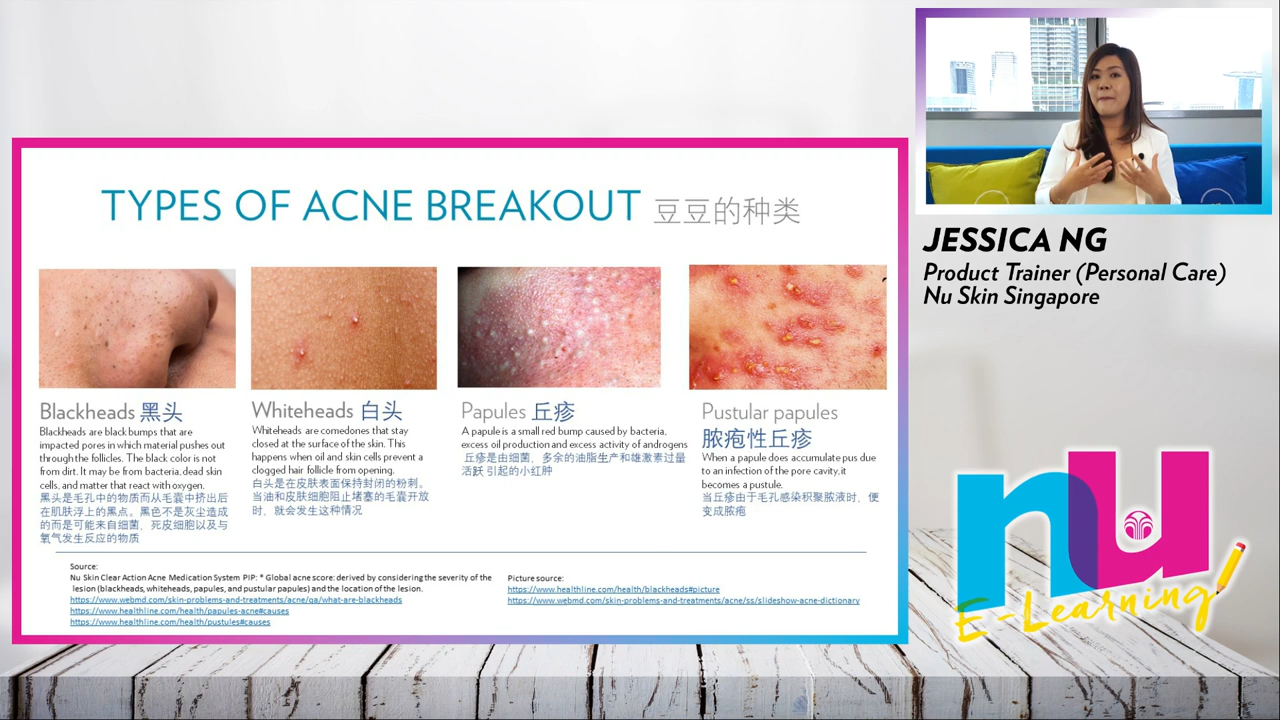 TYPES OF ACNE BREAKOUT 豆豆的种类
Blackheads 黑头
Blackheads are black bumps that are
impacted pores in which material pushes out
through the follicles. The black color is not
from dirt. It may be from bacteria, dead skin
cells, and matter that react with oxygen.
黑头是毛孔中的物质而从毛囊中挤出后
在肌肤浮上的黑点。黑色不是灰尘造成
的而是可能来自细菌，死皮细胞以及与
氧气发生反应的物质
Whiteheads 白头
Whiteheads are comedones that stay
closed at the surface of the skin. This
happens when oil and skin cells prevent a
clogged hair follicle from opening.
白头是在皮肤表面保持封闭的粉刺。
当油和皮肤细胞阻止堵塞的毛囊开放
时，就会发生这种情况
Papules 丘疹
A papule is a small red bump caused by bacteria,
excess oil production and excess activity of androgens
丘疹是由细菌，多余的油脂生产和雄激素过量
活跃 引起的小红肿
Pustular papules
脓疱性丘疹
When a papule does accumulate pus due
to an infection of the pore cavity, it
becomes a pustule.
当丘疹由于毛孔感染积聚脓液时，便
变成脓疱
Source:
Nu Skin Clear Action Acne Medication System PIP: * Global acne score: derived by considering the severity of the
lesion (blackheads, whiteheads, papules, and pustular papules) and the location of the lesion.
https://www.webmd.com/skin-problems-and-treatments/acne/qa/what-are-blackheads
https://www.healthline.com/health/papules-acne#causes
https://www.healthline.com/health/pustules#causes
Picture source:
https://www.healthline.com/health/blackheads#picture
https://www.webmd.com/skin-problems-and-treatments/acne/ss/slideshow-acne-dictionary
JESSICA NG
Product Trainer (Personal Care)
Nu Skin Singapore
nu
E-Learning